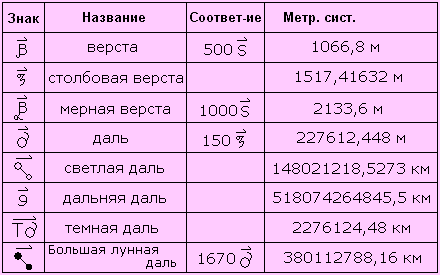 Знак Название Соответ-ие Метр. сист.
верста 500 1066,8 м
столбовая верста 1517,41632 м
мерная верста 1000 2133,6 м
даль 150 227612,448 м
светлая даль 148021218,5273 км
дальняя даль 518074264845,5 км
темная даль 2276124,48 км
Большая лунная
даль 1670 380112788,16 км